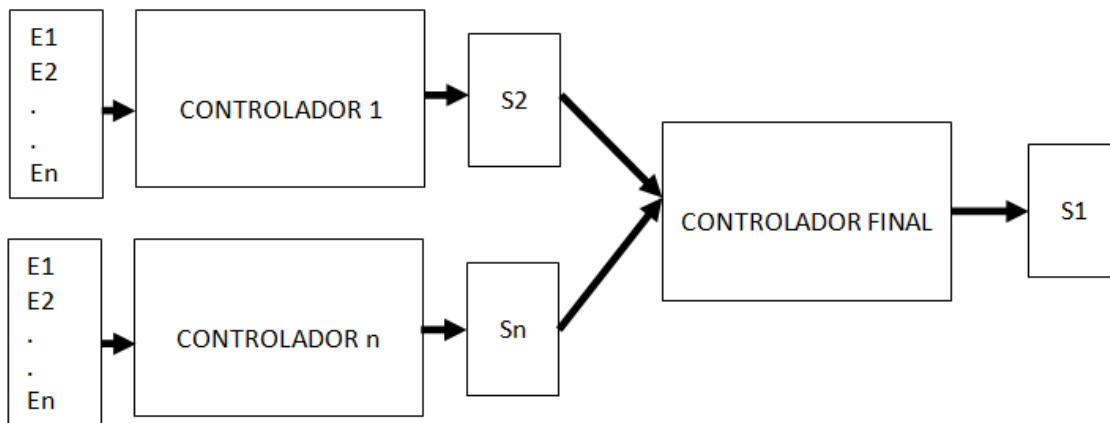 E1
E2
.
.
En
CONTROLADOR 1
S2
E1
E2
.
.
En
CONTROLADOR n
Sn
CONTROLADOR FINAL
S1